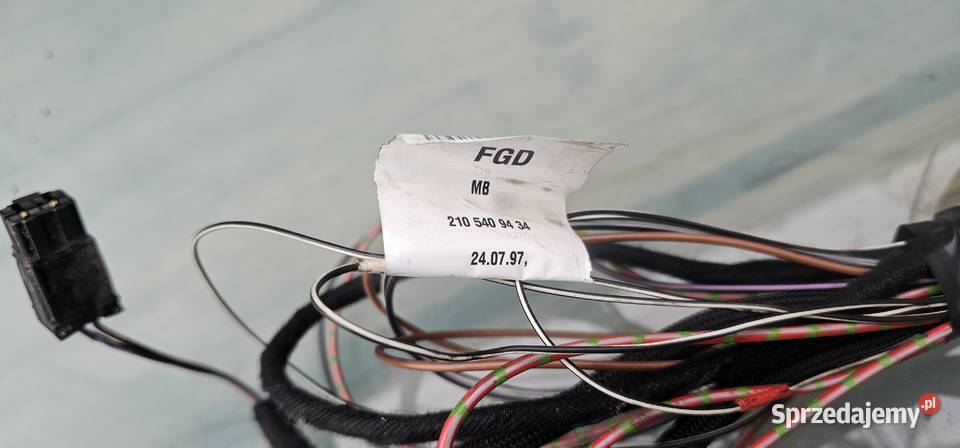 FGD
MB
210 540 94 34
24.07.97,
Sprzedajemy.pl